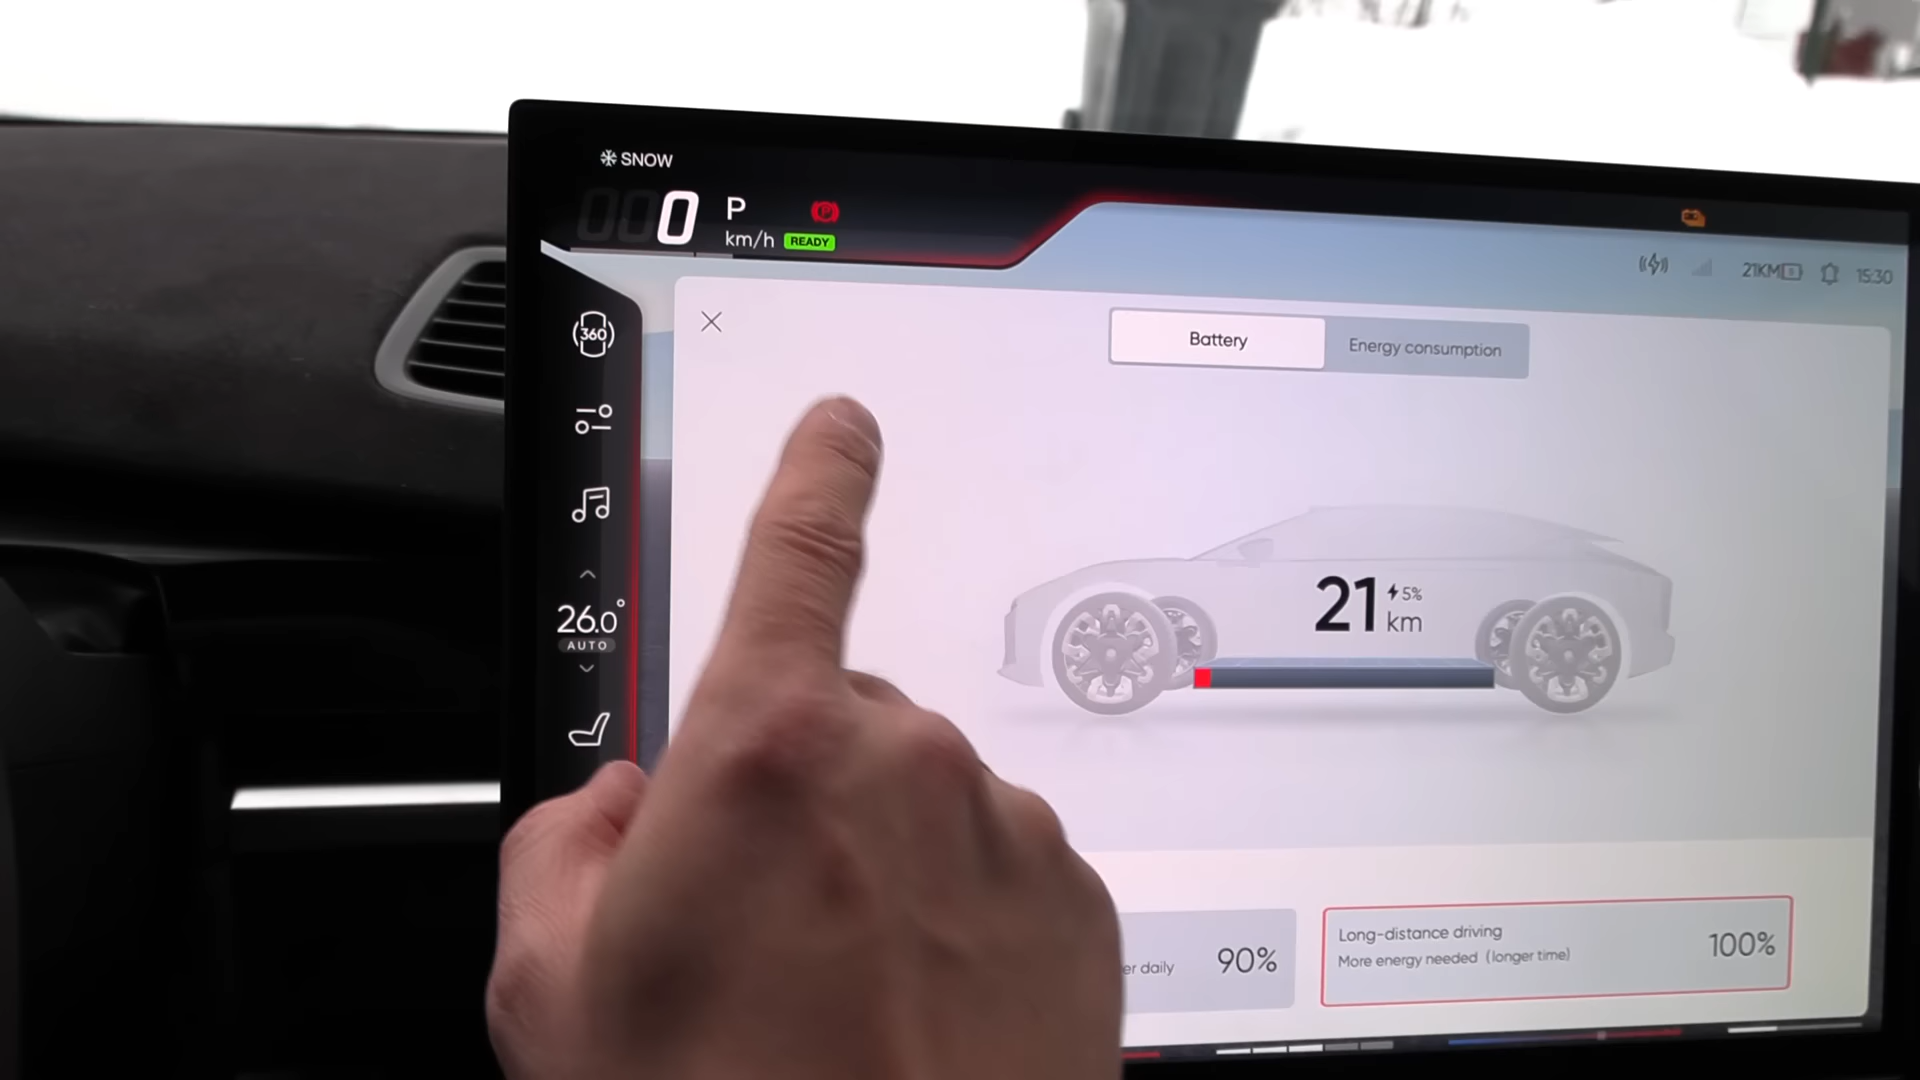 SNOW
000
P
km/h READY
21KM
15:30
360
Battery
Energy consumption
26.0°
AUTO
21
5%
km
er daily
90%
Long-distance driving
More energy needed (longer time)
100%